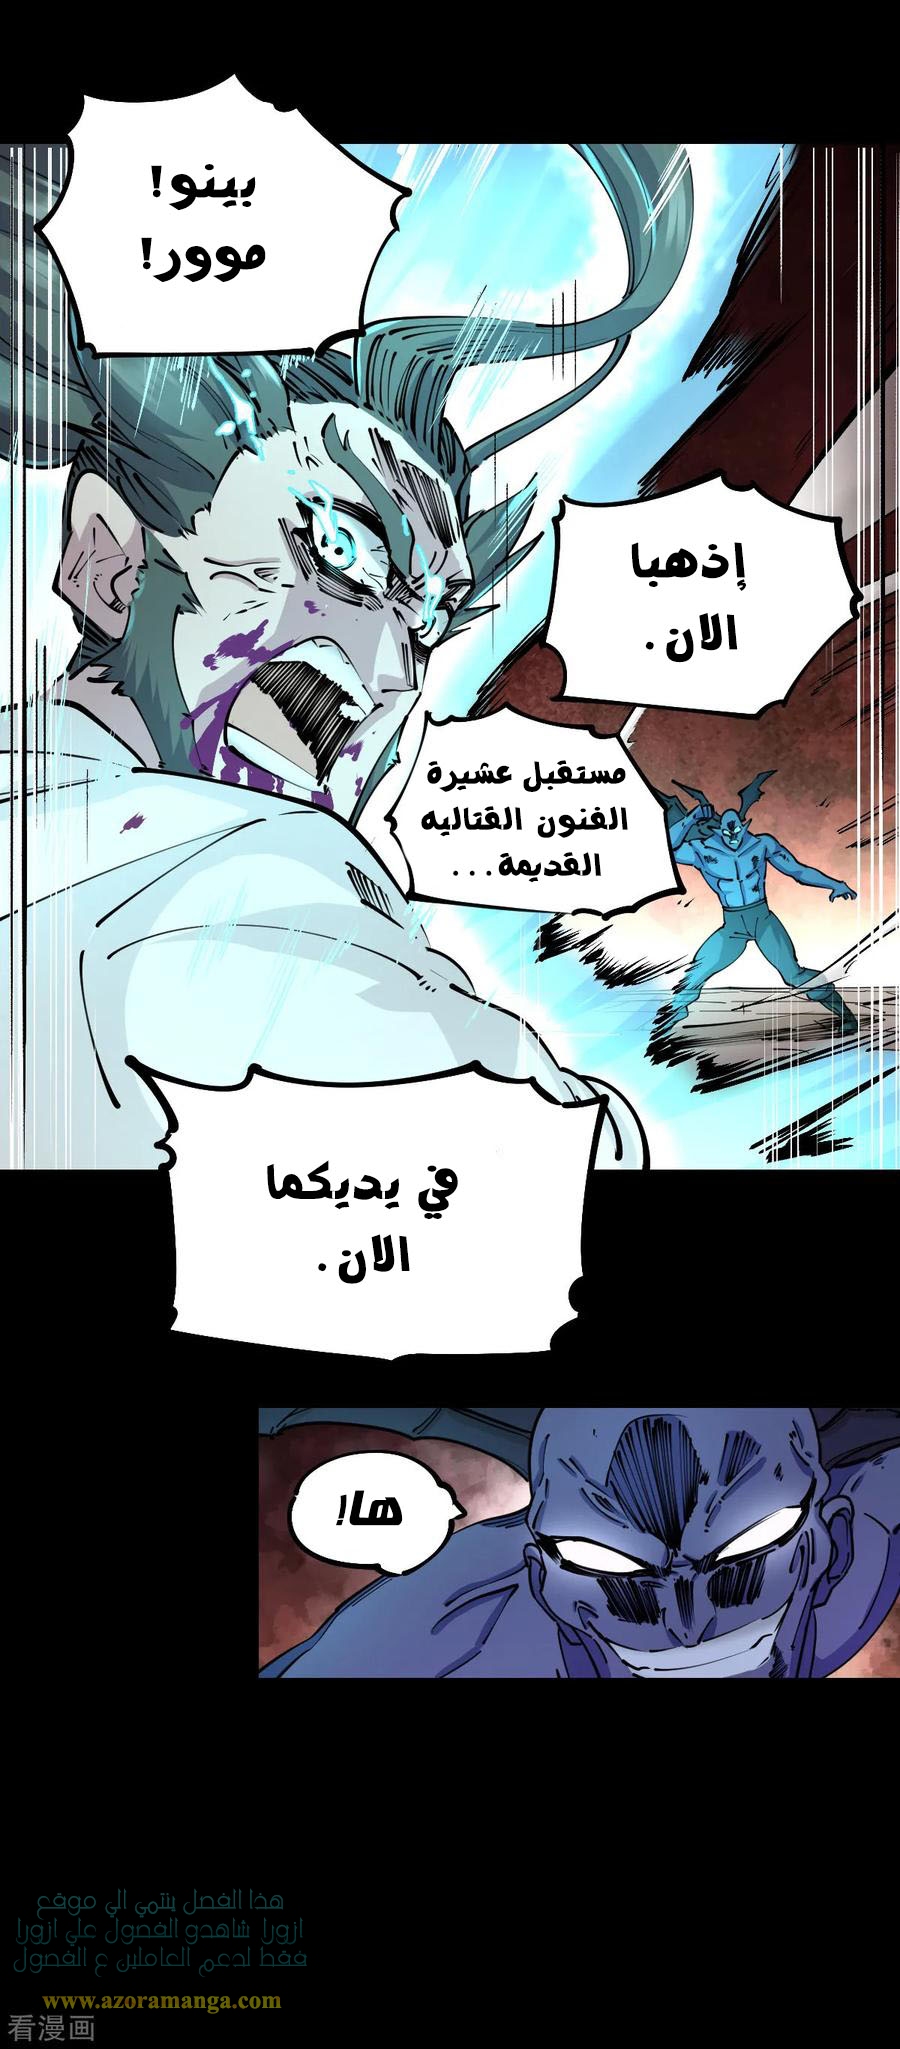 بينو!
موور!
إذهبا
الان.
مستقبل عشيرة
الفنون القتاليه
القديمة...
في يديكما
الان.
ها!
هذا الفصل ينتمي الي موقع
ازورا شاهدو الفصول علي ازورا
فقط لدعم العاملين ع الفصول
www.azoramanga.com
看漫画